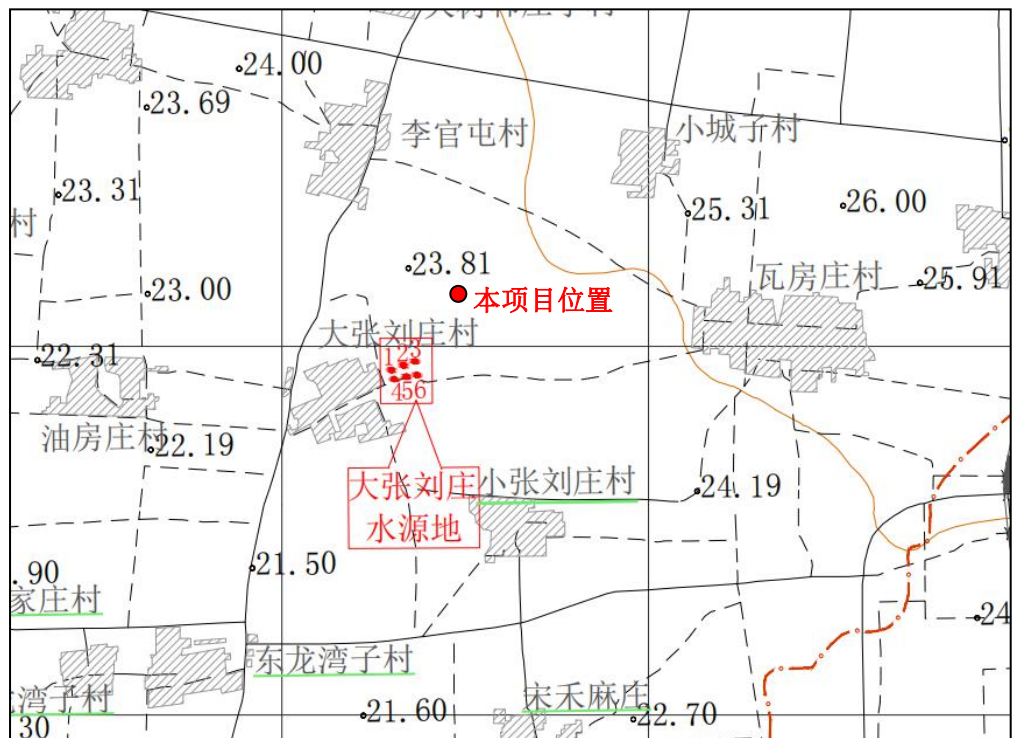 24.00
23.69
李官屯村
小城子村
23.31
25.31
26.00
村
23.81
瓦房庄村
25.91
23.00
本项目位置
大张刘庄村
22.31
123
456
油房庄村
22.19
大张刘庄
水源地
小张刘庄村
24.19
21.50
.90
家庄村
24
东龙湾子村
湾子村
宋禾麻庄
21.60
22.70
30